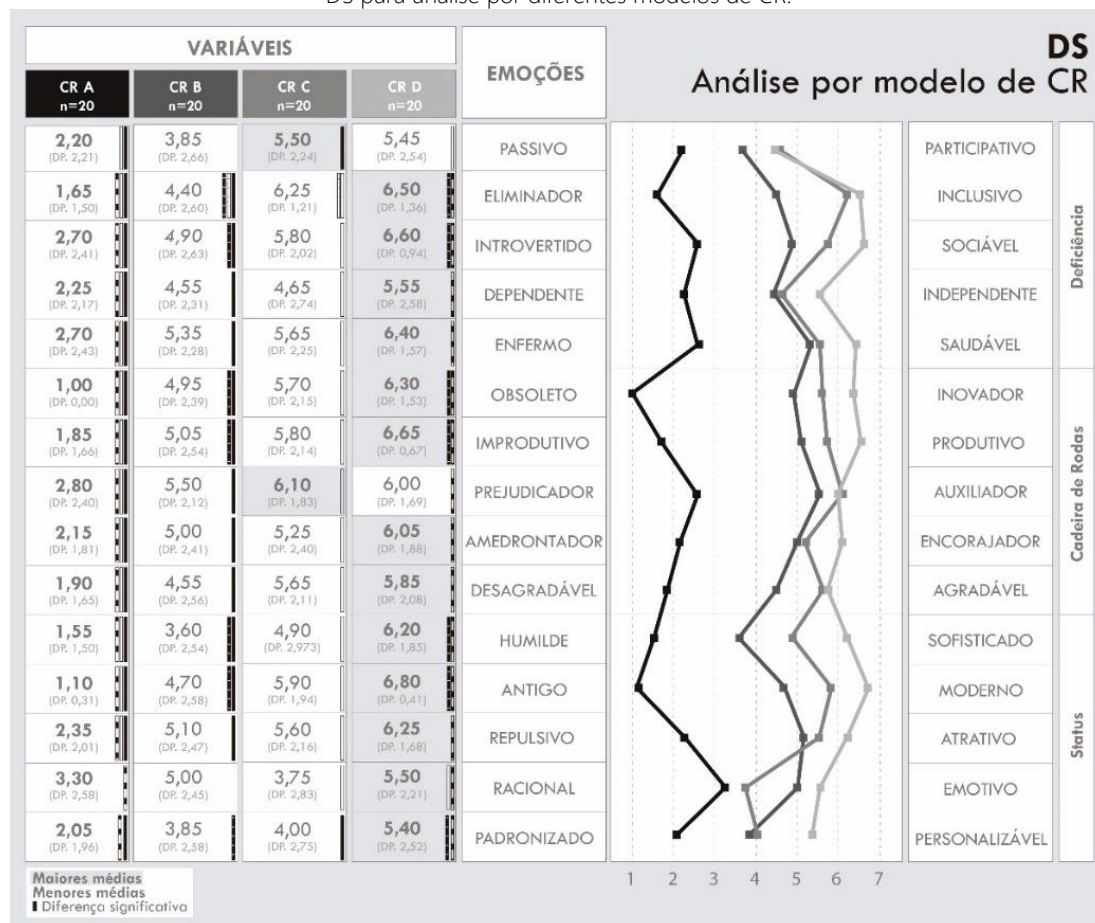 DS para análise por diferentes modelos de CR.
VARIÁVEIS
EMOÇÕES
DS
Análise por modelo de CR
CR A
n=20
CR B
n=20
CR C
n=20
CR D
n=20
2,20 3,85 5,50 5,45 PASSIVO PARTICIPATIVO
(DP. 2,21) (DP. 2,66) (DP. 2,24) (DP. 2,54)
1,65 4,40 6,25 6,50 ELIMINADOR INCLUSIVO
(DP. 1,50) (DP. 2,60) (DP. 1,21) (DP. 1,36)
2,70 4,90 5,80 6,60 INTROVERTIDO SOCIÁVEL
(DP. 2,41) (DP. 2,63) (DP. 2,02) (DP. 0,94)
2,25 4,55 4,65 5,55 DEPENDENTE INDEPENDENTE
(DP. 2,17) (DP. 2,31) (DP. 2,74) (DP. 2,58)
2,70 5,35 5,65 6,40 ENFERMO SAUDÁVEL
(DP. 2,43) (DP. 2,28) (DP. 2,25) (DP. 1,57)
Deficiência
1,00 4,95 5,70 6,30 OBSOLETO INOVADOR
(DP. 0,00) (DP. 2,39) (DP. 2,15) (DP. 1,53)
1,85 5,05 5,80 6,65 IMPRODUTIVO PRODUTIVO
(DP. 1,66) (DP. 2,54) (DP. 2,14) (DP. 0,67)
2,80 5,50 6,10 6,00 PREJUDICADOR AUXILIADOR
(DP. 2,40) (DP. 2,12) (DP. 1,83) (DP. 1,69)
2,15 5,00 5,25 6,05 AMEDRONTADOR ENCORAJADOR
(DP. 1,81) (DP. 2,41) (DP. 2,40) (DP. 1,88)
1,90 4,55 5,65 5,85 DESAGRADÁVEL AGRADÁVEL
(DP. 1,65) (DP. 2,56) (DP. 2,11) (DP. 2,08)
Cadeira de Rodas
1,55 3,60 4,90 6,20 HUMILDE SOFISTICADO
(DP. 1,50) (DP. 2,54) (DP. 2,973) (DP. 1,85)
1,10 4,70 5,90 6,80 ANTIGO MODERNO
(DP. 0,31) (DP. 2,58) (DP. 1,94) (DP. 0,41)
2,35 5,10 5,60 6,25 REPULSIVO ATRATIVO
(DP. 2,01) (DP. 2,47) (DP. 2,16) (DP. 1,68)
3,30 5,00 3,75 5,50 RACIONAL EMOTIVO
(DP. 2,58) (DP. 2,45) (DP. 2,83) (DP. 2,21)
2,05 3,85 4,00 5,40 PADRONIZADO PERSONALIZÁVEL
(DP. 1,96) (DP. 2,58) (DP. 2,75) (DP. 2,52)
Status
1 2 3 4 5 6 7
Maiores médias
Menores médias
Diferença significativa